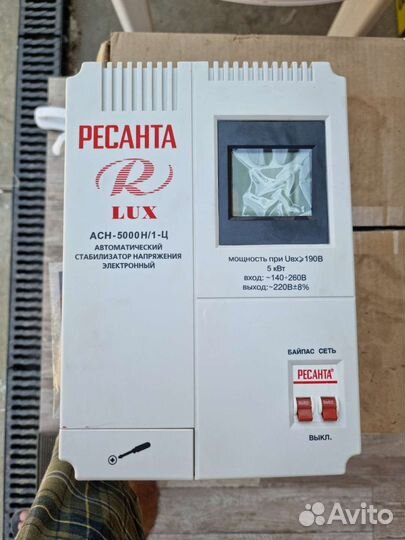 РЕСАНТА
R
LUX
АСН-5000Н/1-Ц
АВТОМАТИЧЕСКИЙ
СТАБИЛИЗАТОР НАПРЯЖЕНИЯ
ЭЛЕКТРОННЫЙ
мощность при Uвх⩾190В
5 кВт
вход: ~140÷260В
выход:~220В±8%
БАЙПАС СЕТЬ
РЕСАНТА®
ВЫКЛ.
Avito